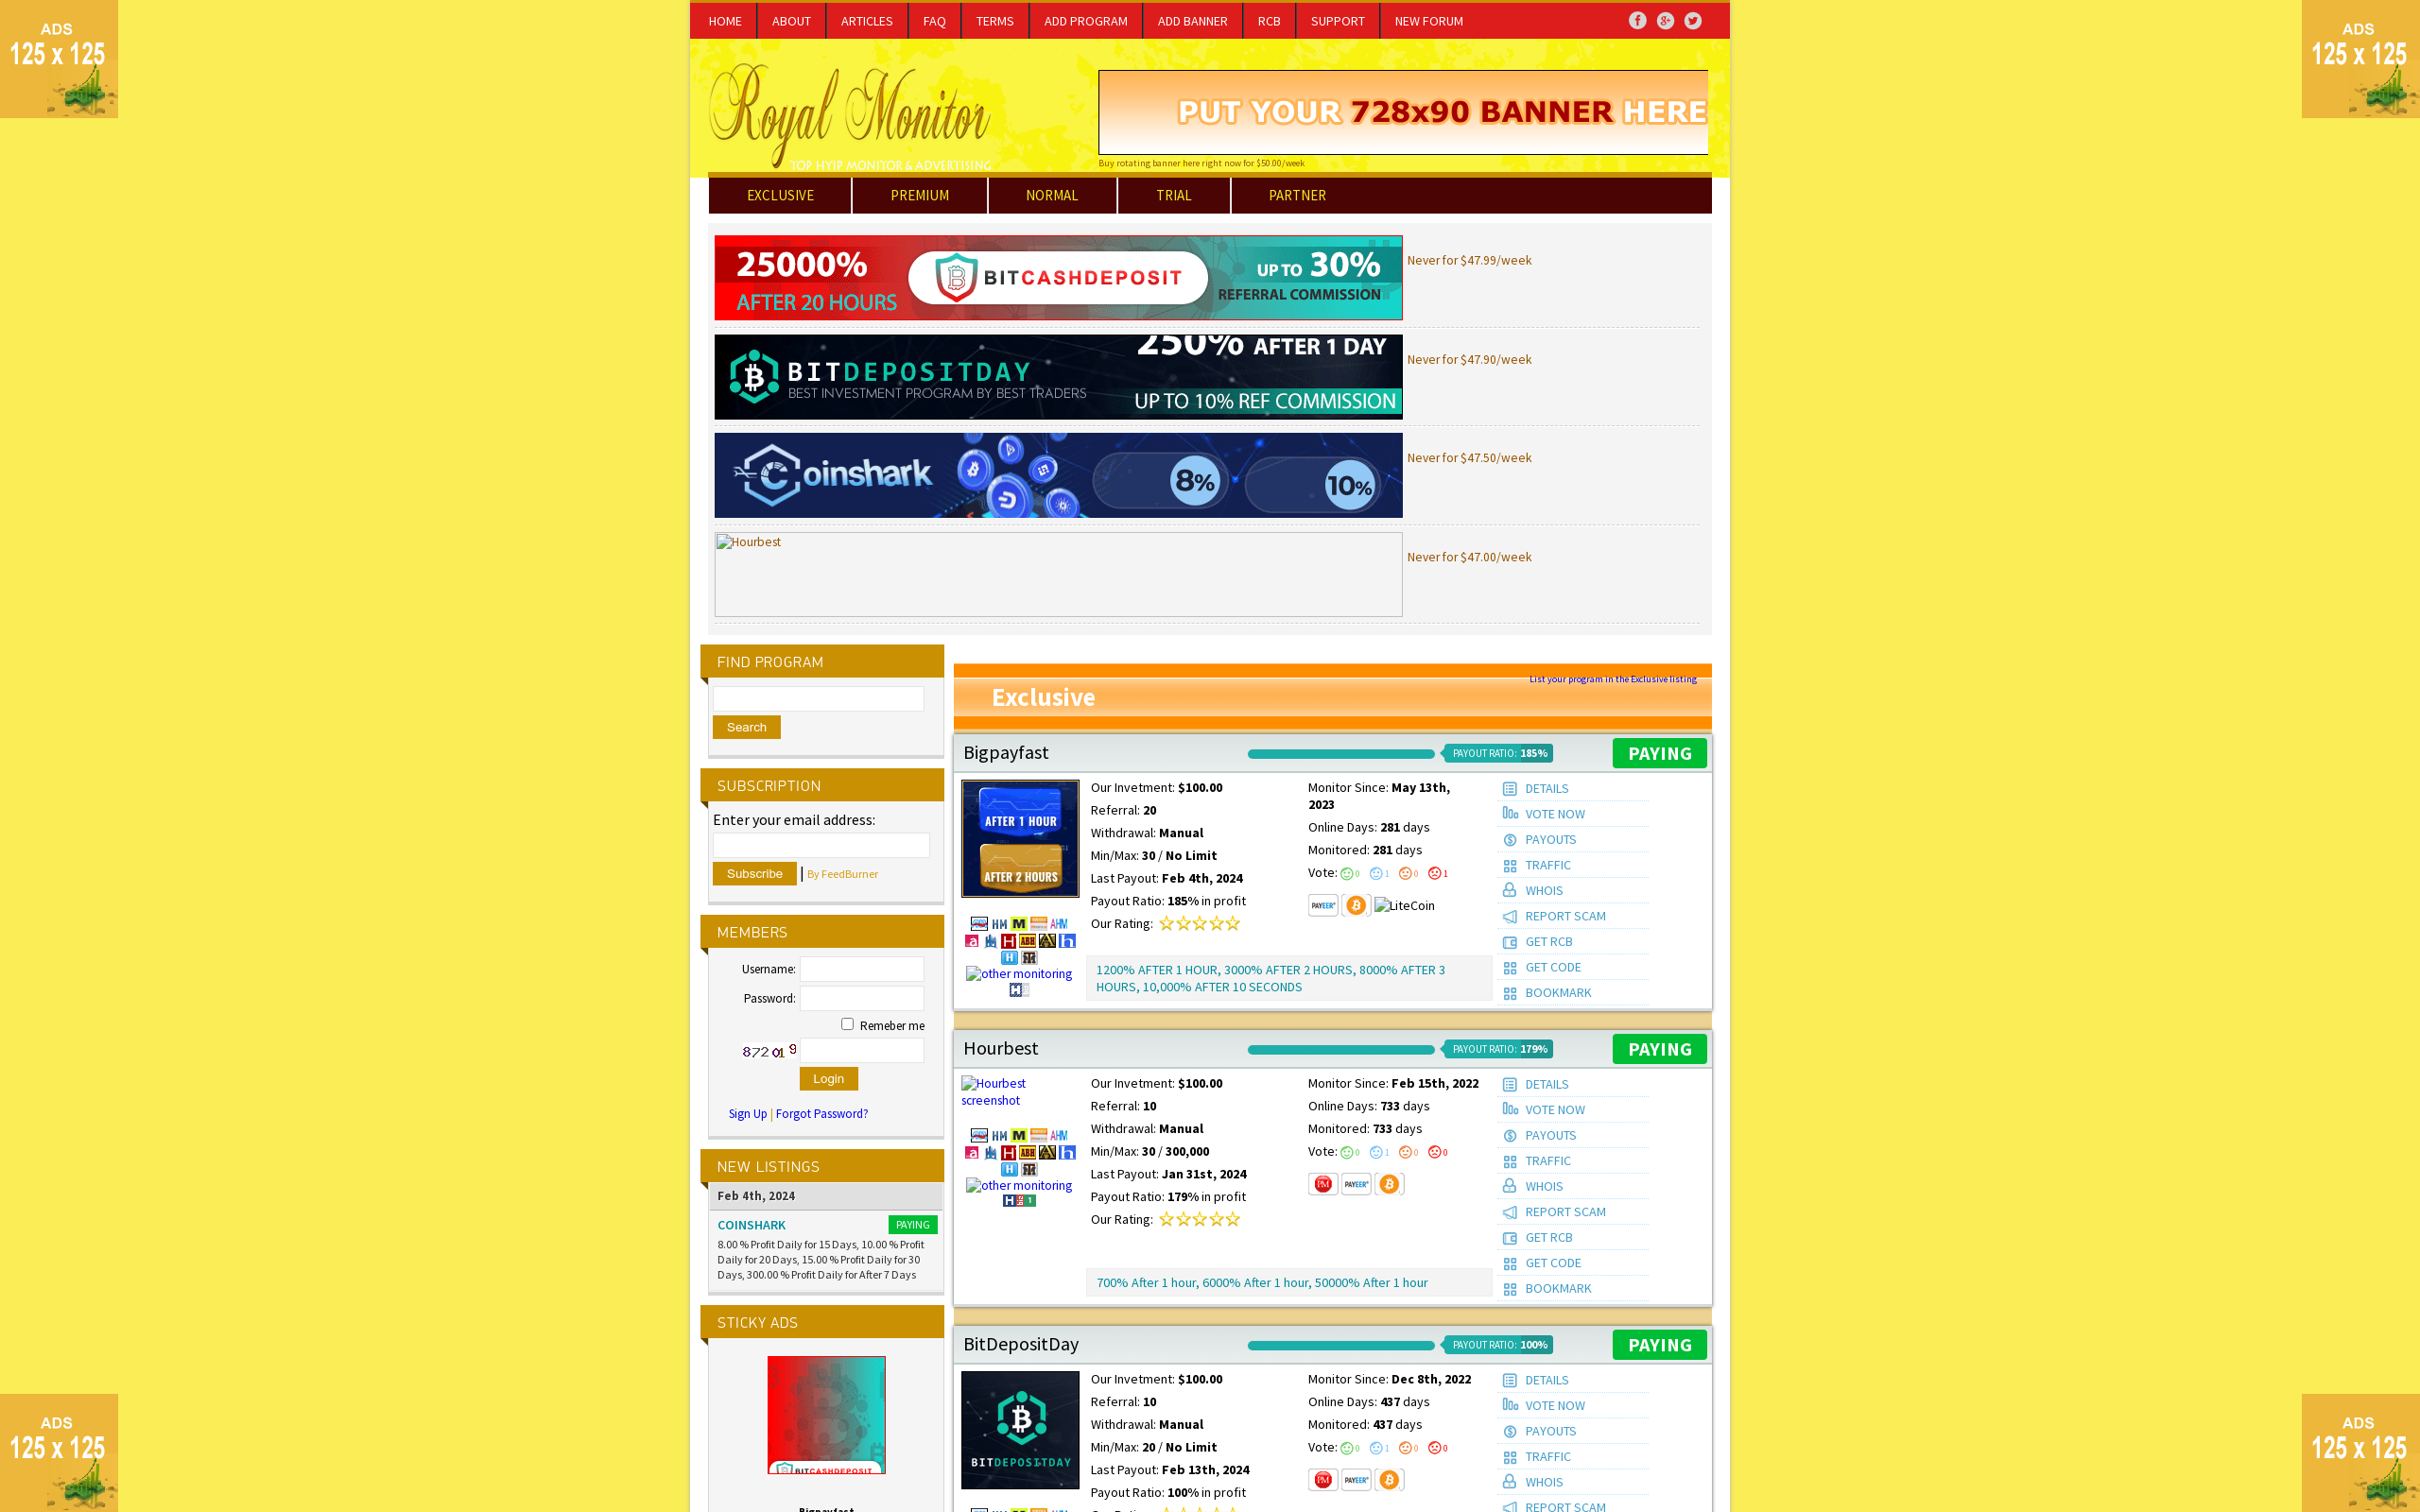 ADS
125 x 125
ADS
125 x 125
HOME ABOUT ARTICLES FAQ TERMS ADD PROGRAM ADD BANNER RCB SUPPORT NEW FORUM
Royal Monitor
TOP HYIP MONITOR & ADVERTISING
PUT YOUR 728x90 BANNER HERE
Buy rotating banner here right now for $50.00/week
EXCLUSIVE PREMIUM NORMAL TRIAL PARTNER
25000%
AFTER 20 HOURS
BITCASHDEPOSIT
UP TO 30%
REFERRAL COMMISSION
Never for $47.99/week
BITDEPOSITDAY
BEST INVESTMENT PROGRAM BY BEST TRADERS
250% AFTER 1 DAY
UP TO 10% REF COMMISSION
Never for $47.90/week
Coinshark
8%
10%
Never for $47.50/week
Hourbest
Never for $47.00/week
FIND PROGRAM
Search
SUBSCRIPTION
Enter your email address:
Subscribe | By FeedBurner
MEMBERS
Username:
Password:
Remeber me
872019
Login
Sign Up | Forgot Password?
NEW LISTINGS
Feb 4th, 2024
COINSHARK PAYING
8.00 % Profit Daily for 15 Days, 10.00 % Profit
Daily for 20 Days, 15.00 % Profit Daily for 30
Days, 300.00 % Profit Daily for After 7 Days
STICKY ADS
BITCASHDEPOSIT
Bigpayfast
List your program in the Exclusive listing
Exclusive
Bigpayfast PAYOUT RATIO: 185% PAYING
AFTER 1 HOUR
AFTER 2 HOURS
other monitoring
Our Invetment: $100.00
Referral: 20
Withdrawal: Manual
Min/Max: 30 / No Limit
Last Payout: Feb 4th, 2024
Payout Ratio: 185% in profit
Our Rating:
Monitor Since: May 13th,
2023
Online Days: 281 days
Monitored: 281 days
Vote: 0 1 0 1
PAYEER LiteCoin
1200% AFTER 1 HOUR, 3000% AFTER 2 HOURS, 8000% AFTER 3
HOURS, 10,000% AFTER 10 SECONDS
DETAILS
VOTE NOW
PAYOUTS
TRAFFIC
WHOIS
REPORT SCAM
GET RCB
GET CODE
BOOKMARK
Hourbest PAYOUT RATIO: 179% PAYING
Hourbest
screenshot
other monitoring
Our Invetment: $100.00
Referral: 10
Withdrawal: Manual
Min/Max: 30 / 300,000
Last Payout: Jan 31st, 2024
Payout Ratio: 179% in profit
Our Rating:
Monitor Since: Feb 15th, 2022
Online Days: 733 days
Monitored: 733 days
Vote: 0 1 0 0
PM PAYEER
700% After 1 hour, 6000% After 1 hour, 50000% After 1 hour
DETAILS
VOTE NOW
PAYOUTS
TRAFFIC
WHOIS
REPORT SCAM
GET RCB
GET CODE
BOOKMARK
BitDepositDay PAYOUT RATIO: 100% PAYING
BITDEPOSITDAY
Our Invetment: $100.00
Referral: 10
Withdrawal: Manual
Min/Max: 20 / No Limit
Last Payout: Feb 13th, 2024
Payout Ratio: 100% in profit
Monitor Since: Dec 8th, 2022
Online Days: 437 days
Monitored: 437 days
Vote: 0 1 0 0
PM PAYEER
DETAILS
VOTE NOW
PAYOUTS
TRAFFIC
WHOIS
REPORT SCAM
ADS
125 x 125
ADS
125 x 125